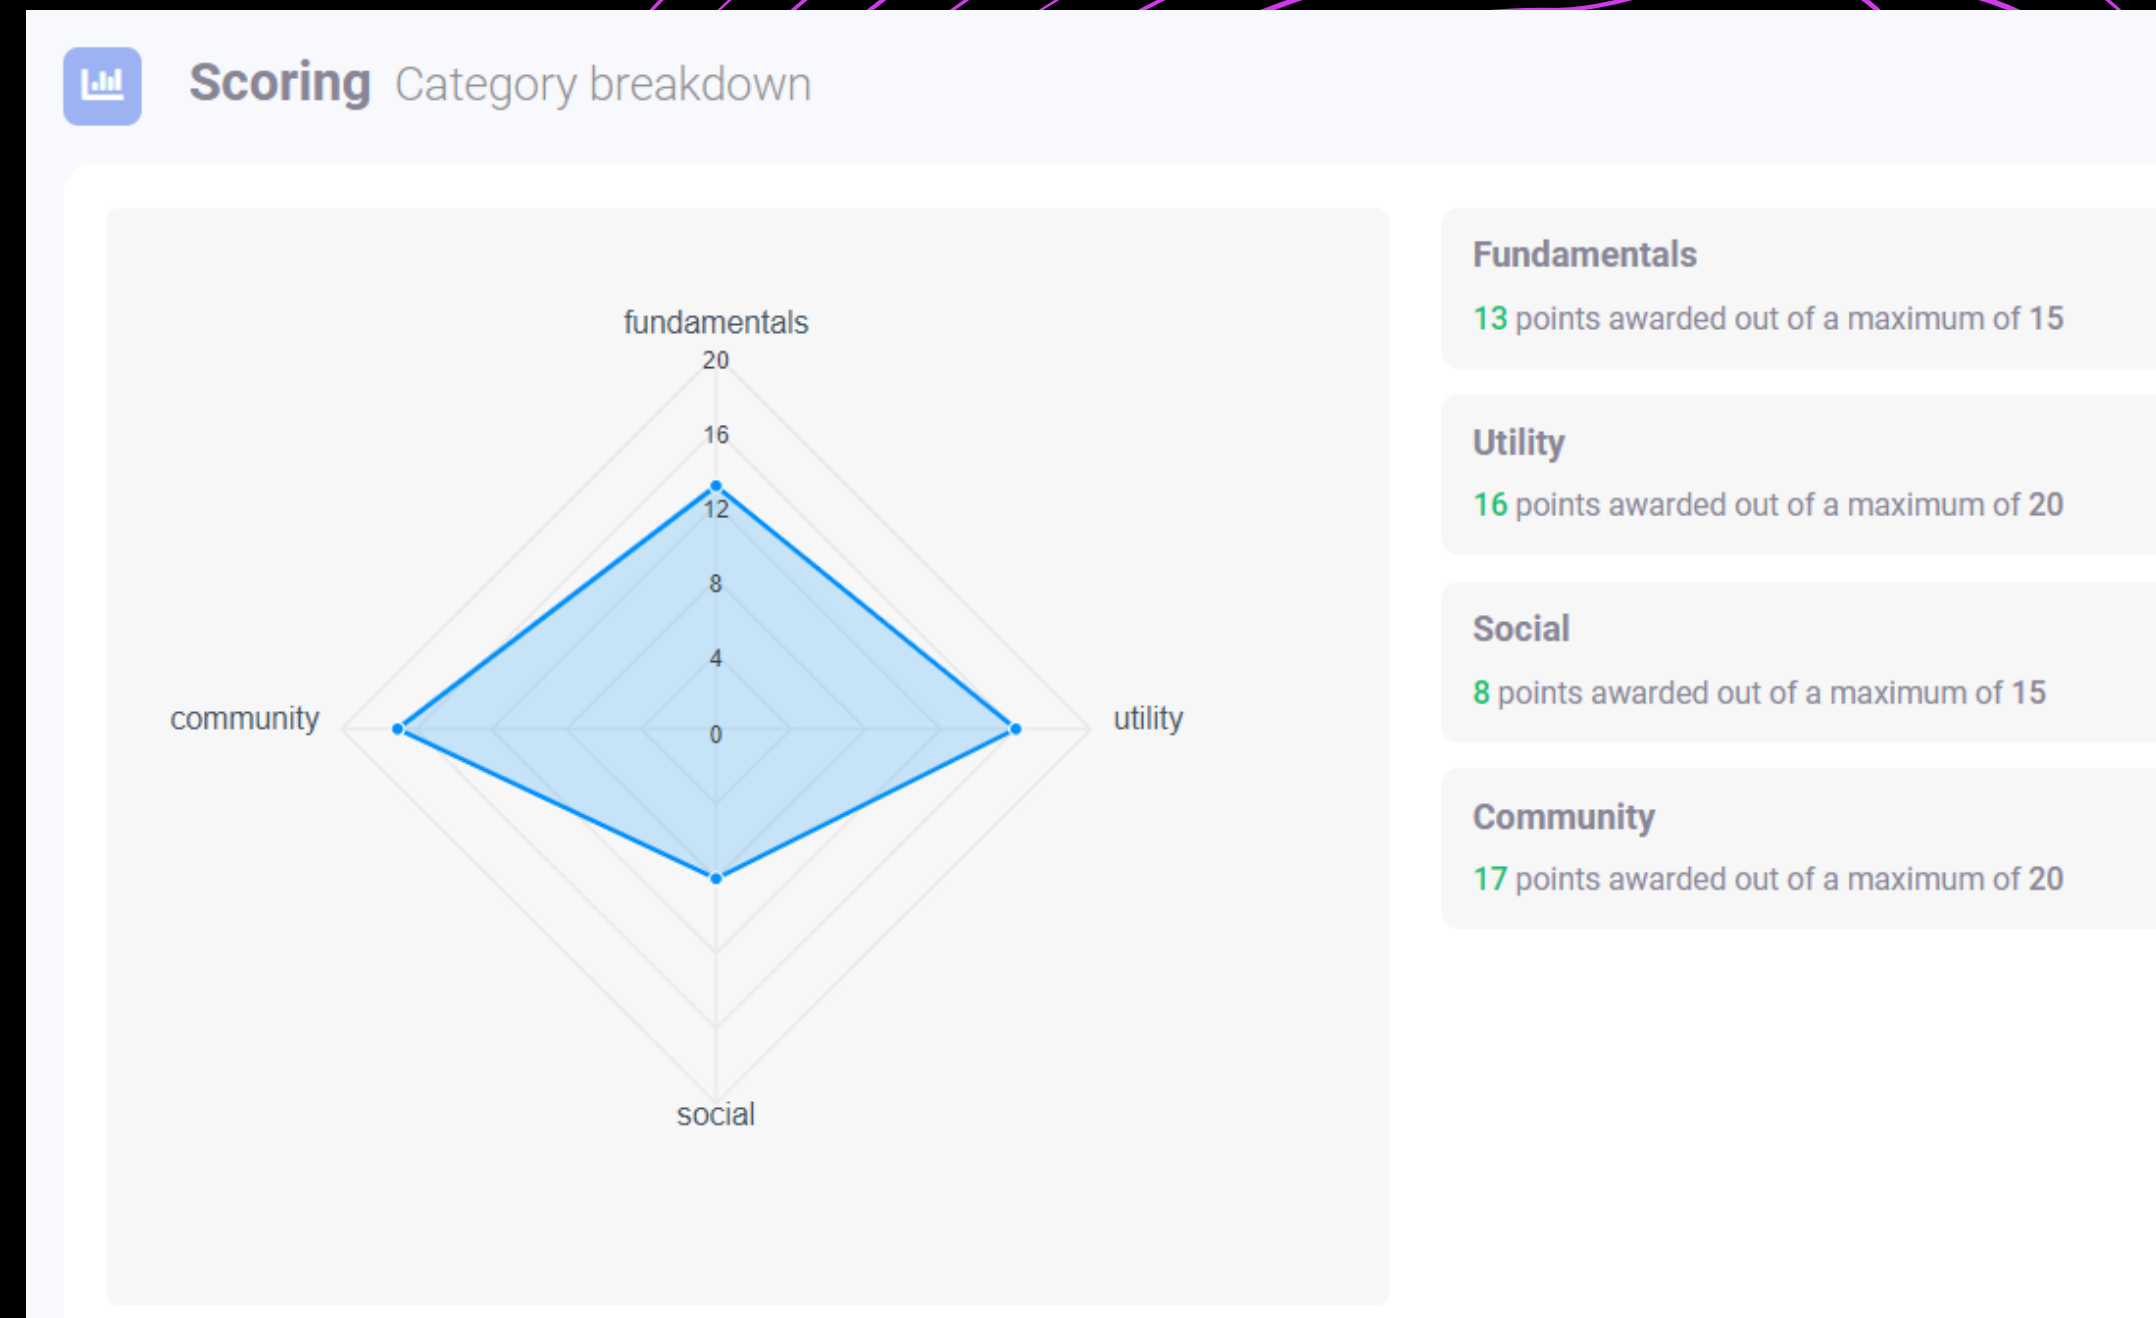 Scoring Category breakdown
fundamentals
20
16
12
8
4
0
community
utility
social
Fundamentals
13 points awarded out of a maximum of 15
Utility
16 points awarded out of a maximum of 20
Social
8 points awarded out of a maximum of 15
Community
17 points awarded out of a maximum of 20